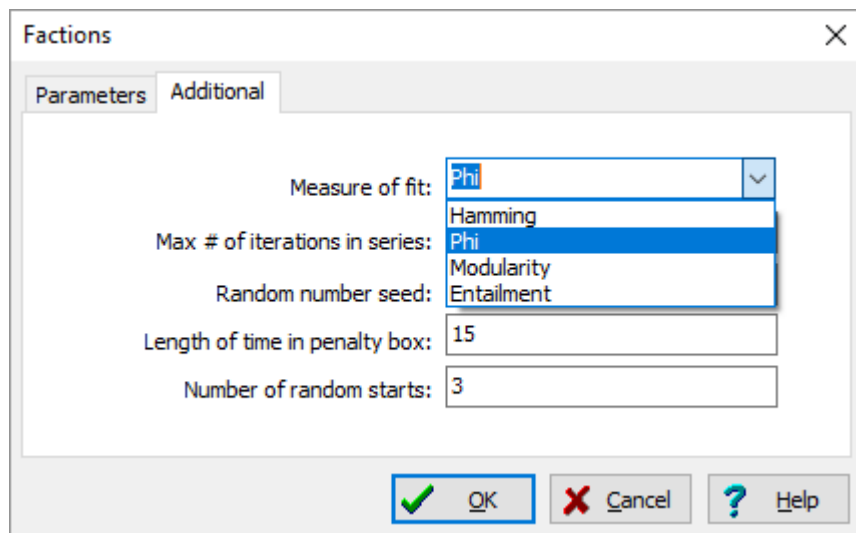 Factions
Parameters Additional
Measure of fit: Phi
Hamming
Max # of iterations in series: Phi
Modularity
Random number seed: Entailment
Length of time in penalty box: 15
Number of random starts: 3
OK Cancel Help